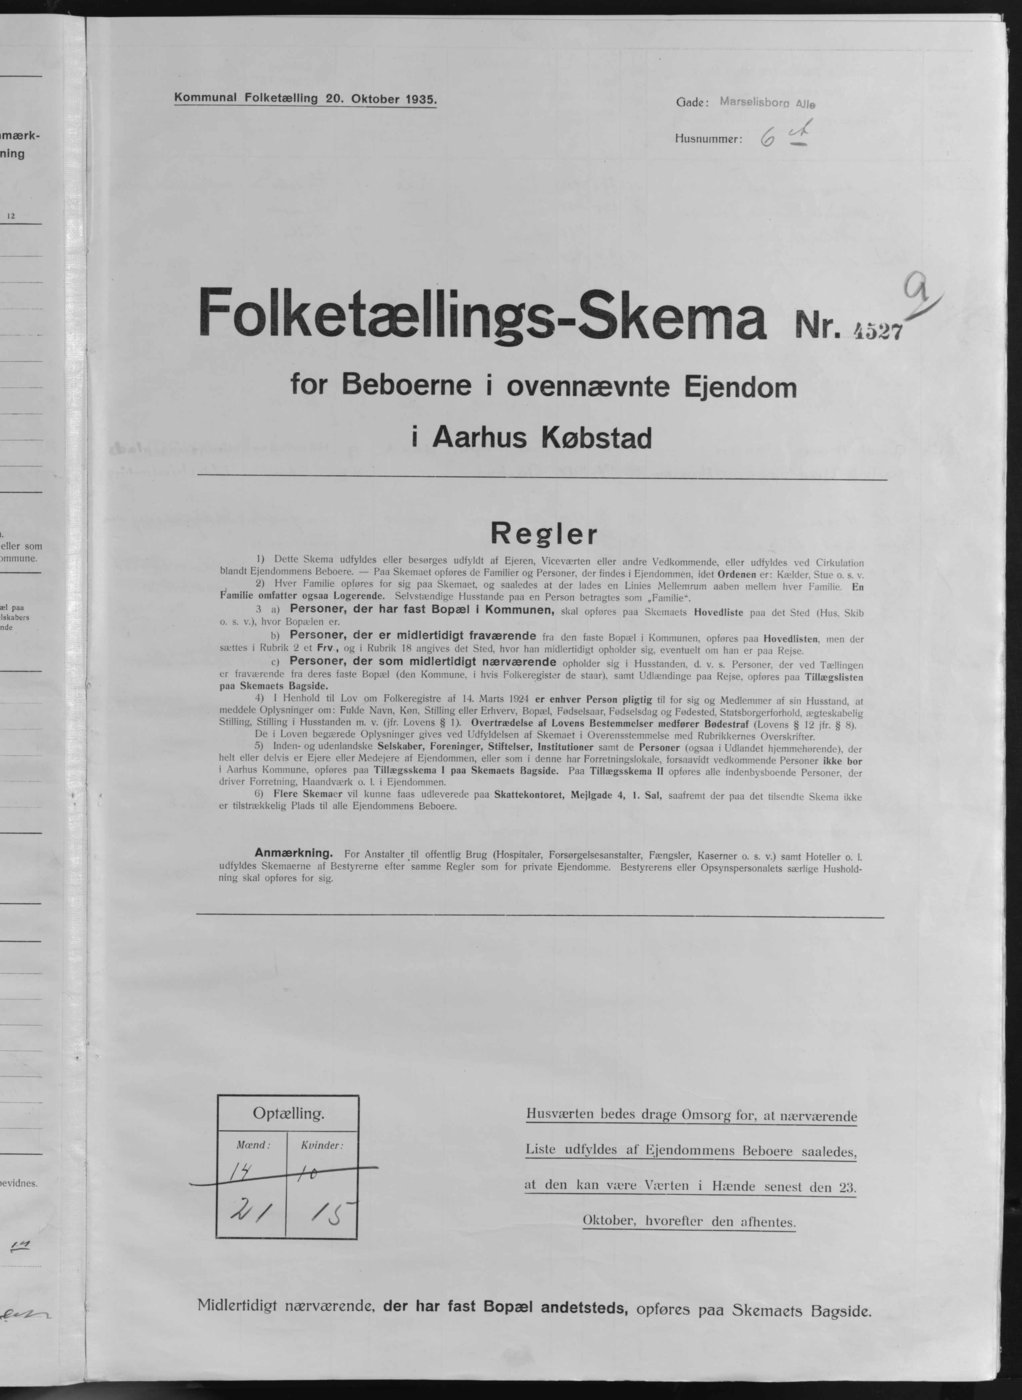 mærk-
ning
12
eller som
ommune.
æl paa
lskabers
nde
evidnes.
Kommunal Folketælling 20. Oktober 1935.
Gade: Marselisborg Alle
Husnummer: 6 A
Folketællings-Skema Nr. 4527 a
for Beboerne i ovennævnte Ejendom
i Aarhus Købstad
Regler
1) Dette Skema udfyldes eller besørges udfyldt af Ejeren, Viceværten eller andre Vedkommende, eller udfyldes ved Cirkulation
blandt Ejendommens Beboere. — Paa Skemaet opføres de Familier og Personer, der findes i Ejendommen, idet Ordenen er: Kælder, Stue o. s. v.
2) Hver Familie opføres for sig paa Skemaet, og saaledes at der lades en Linies Mellemrum aaben mellem hver Familie. En
Familie omfatter ogsaa Logerende. Selvstændige Husstande paa en Person betragtes som „Familie“.
3 a) Personer, der har fast Bopæl i Kommunen, skal opføres paa Skemaets Hovedliste paa det Sted (Hus, Skib
o. s. v.), hvor Bopælen er.
b) Personer, der er midlertidigt fraværende fra den faste Bopæl i Kommunen, opføres paa Hovedlisten, men der
sættes i Rubrik 2 et Frv., og i Rubrik 18 angives det Sted, hvor han midlertidigt opholder sig, eventuelt om han er paa Rejse.
c) Personer, der som midlertidigt nærværende opholder sig i Husstanden, d. v. s. Personer, der ved Tællingen
er fraværende fra deres faste Bopæl (den Kommune, i hvis Folkeregister de staar), samt Udlændinge paa Rejse, opføres paa Tillægslisten
paa Skemaets Bagside.
4) I Henhold til Lov om Folkeregistre af 14. Marts 1924 er enhver Person pligtig til for sig og Medlemmer af sin Husstand, at
meddele Oplysninger om: Fulde Navn, Køn, Stilling eller Erhverv, Bopæl, Fødselsaar, Fødselsdag og Fødested, Statsborgerforhold, ægteskabelig
Stilling, Stilling i Husstanden m. v. (jfr. Lovens § 1). Overtrædelse af Lovens Bestemmelser medfører Bødestraf (Lovens § 12 jfr. § 8).
De i Loven begærede Oplysninger gives ved Udfyldelsen af Skemaet i Overensstemmelse med Rubrikkernes Overskrifter.
5) Inden- og udenlandske Selskaber, Foreninger, Stiftelser, Institutioner samt de Personer (ogsaa i Udlandet hjemmehørende), der
helt eller delvis er Ejere eller Medejere af Ejendommen, eller som i denne har Forretningslokale, forsaavidt vedkommende Personer ikke bor
i Aarhus Kommune, opføres paa Tillægsskema I paa Skemaets Bagside. Paa Tillægsskema II opføres alle indenbysboende Personer, der
driver Forretning, Haandværk o. l. i Ejendommen.
6) Flere Skemaer vil kunne faas udleverede paa Skattekontoret, Mejlgade 4, 1. Sal, saafremt der paa det tilsendte Skema ikke
er tilstrækkelig Plads til alle Ejendommens Beboere.
Anmærkning. For Anstalter til offentlig Brug (Hospitaler, Forsørgelsesanstalter, Fængsler, Kaserner o. s. v.) samt Hoteller o. l.
udfyldes Skemaerne af Bestyrerne efter samme Regler som for private Ejendomme. Bestyrerens eller Opsynspersonalets særlige Hushold-
ning skal opføres for sig.
Optælling.
Mænd: Kvinder:
14 10
21 15
Husværten bedes drage Omsorg for, at nærværende
Liste udfyldes af Ejendommens Beboere saaledes,
at den kan være Værten i Hænde senest den 23.
Oktober, hvorefter den afhentes.
Midlertidigt nærværende, der har fast Bopæl andetsteds, opføres paa Skemaets Bagside.